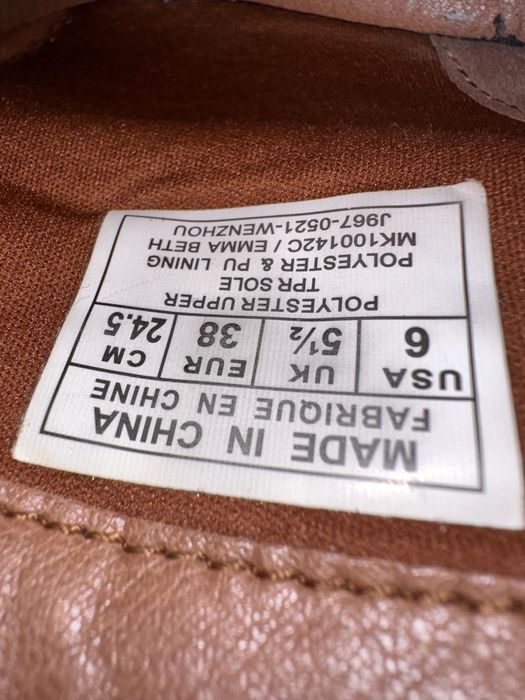 MADE IN CHINA
FABRIQUE EN CHINE
USA UK EUR CM
6 5½ 38 24.5
POLYESTER UPPER
TPR SOLE
POLYESTER & PU LINING
MK100142C / EMMA BETH
J967-0521-WENZHOU